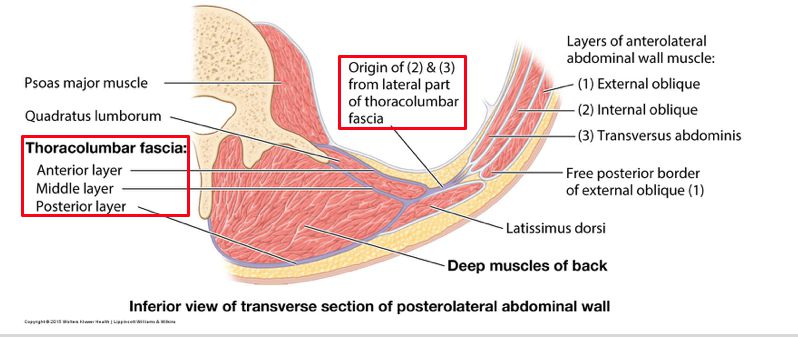 Psoas major muscle
Quadratus lumborum
Thoracolumbar fascia:
Anterior layer
Middle layer
Posterior layer
Origin of (2) & (3)
from lateral part
of thoracolumbar
fascia
Layers of anterolateral
abdominal wall muscle:
(1) External oblique
(2) Internal oblique
(3) Transversus abdominis
Free posterior border
of external oblique (1)
Latissimus dorsi
Deep muscles of back
Inferior view of transverse section of posterolateral abdominal wall
Copyright © 2015 Wolters Kluwer Health | Lippincott Williams & Wilkins